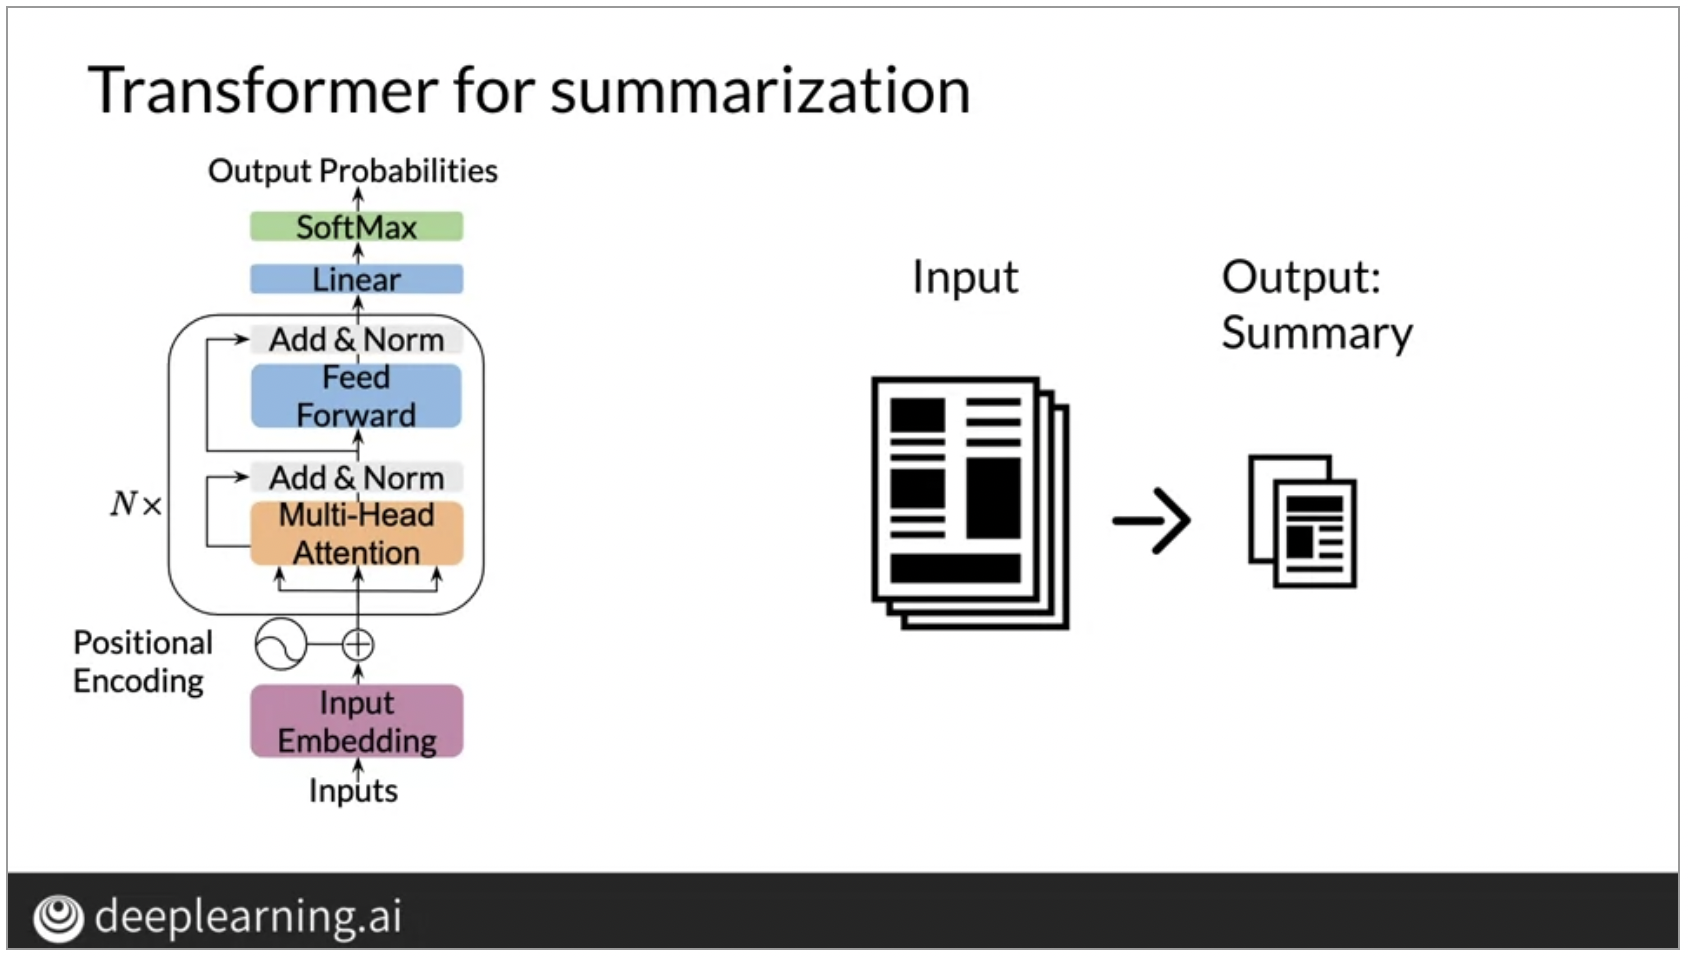 Transformer for summarization
Output Probabilities
SoftMax
Linear
Add & Norm
Feed
Forward
Add & Norm
Multi-Head
Attention
N×
Positional
Encoding
Input
Embedding
Inputs
Input
Output:
Summary
deeplearning.ai